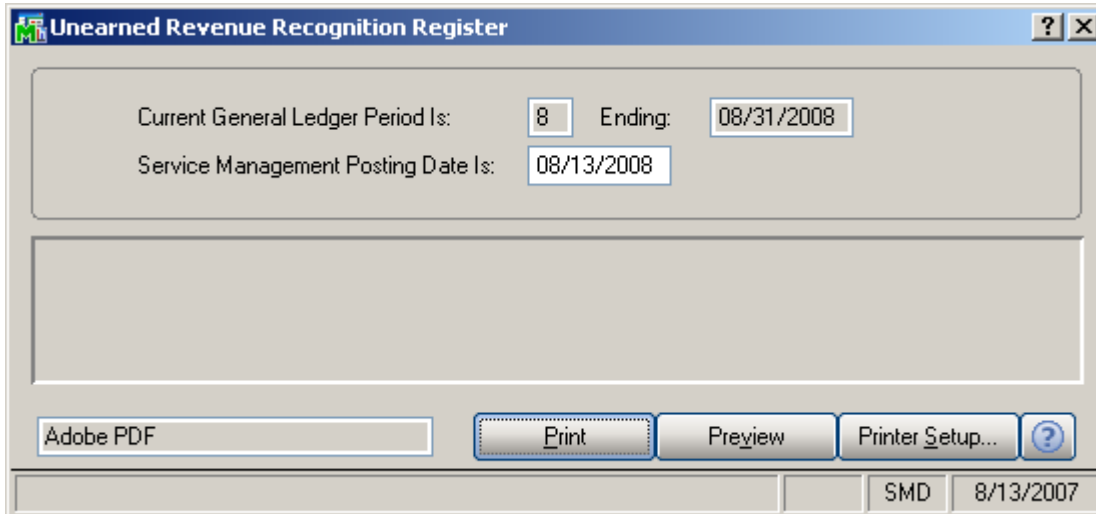 Unearned Revenue Recognition Register
Current General Ledger Period Is: 8 Ending: 08/31/2008
Service Management Posting Date Is: 08/13/2008
Adobe PDF Print Preview Printer Setup...
SMD 8/13/2007